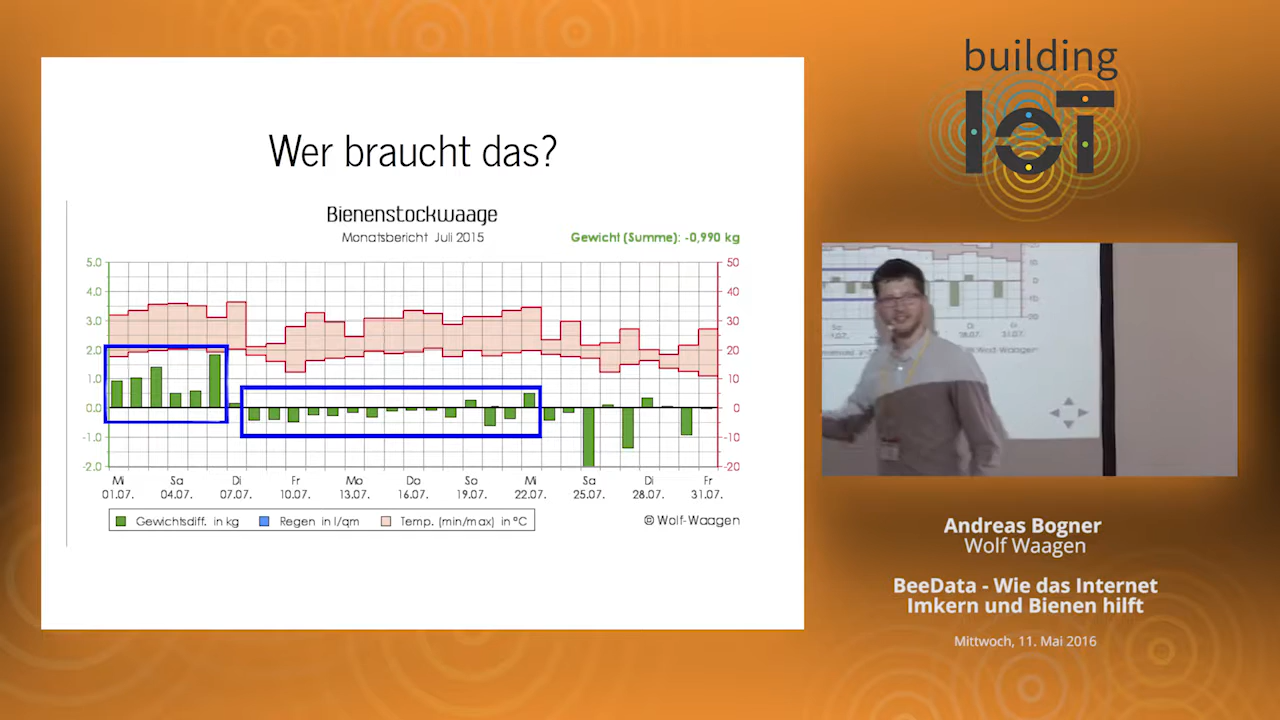 building
IoT
Wer braucht das?
Bienenstockwaage
Monatsbericht Juli 2015
Gewicht (Summe): -0,990 kg
5.0
4.0
3.0
2.0
1.0
0.0
-1.0
-2.0
50
40
30
20
10
0
-10
-20
Mi Sa Di Fr Mo Do So Mi Sa Di Fr
01.07. 04.07. 07.07. 10.07. 13.07. 16.07. 19.07. 22.07. 25.07. 28.07. 31.07.
Gewichtsdiff. in kg Regen in l/qm Temp. (min/max) in °C
© Wolf-Waagen
Andreas Bogner
Wolf Waagen
BeeData - Wie das Internet
Imkern und Bienen hilft
Mittwoch, 11. Mai 2016